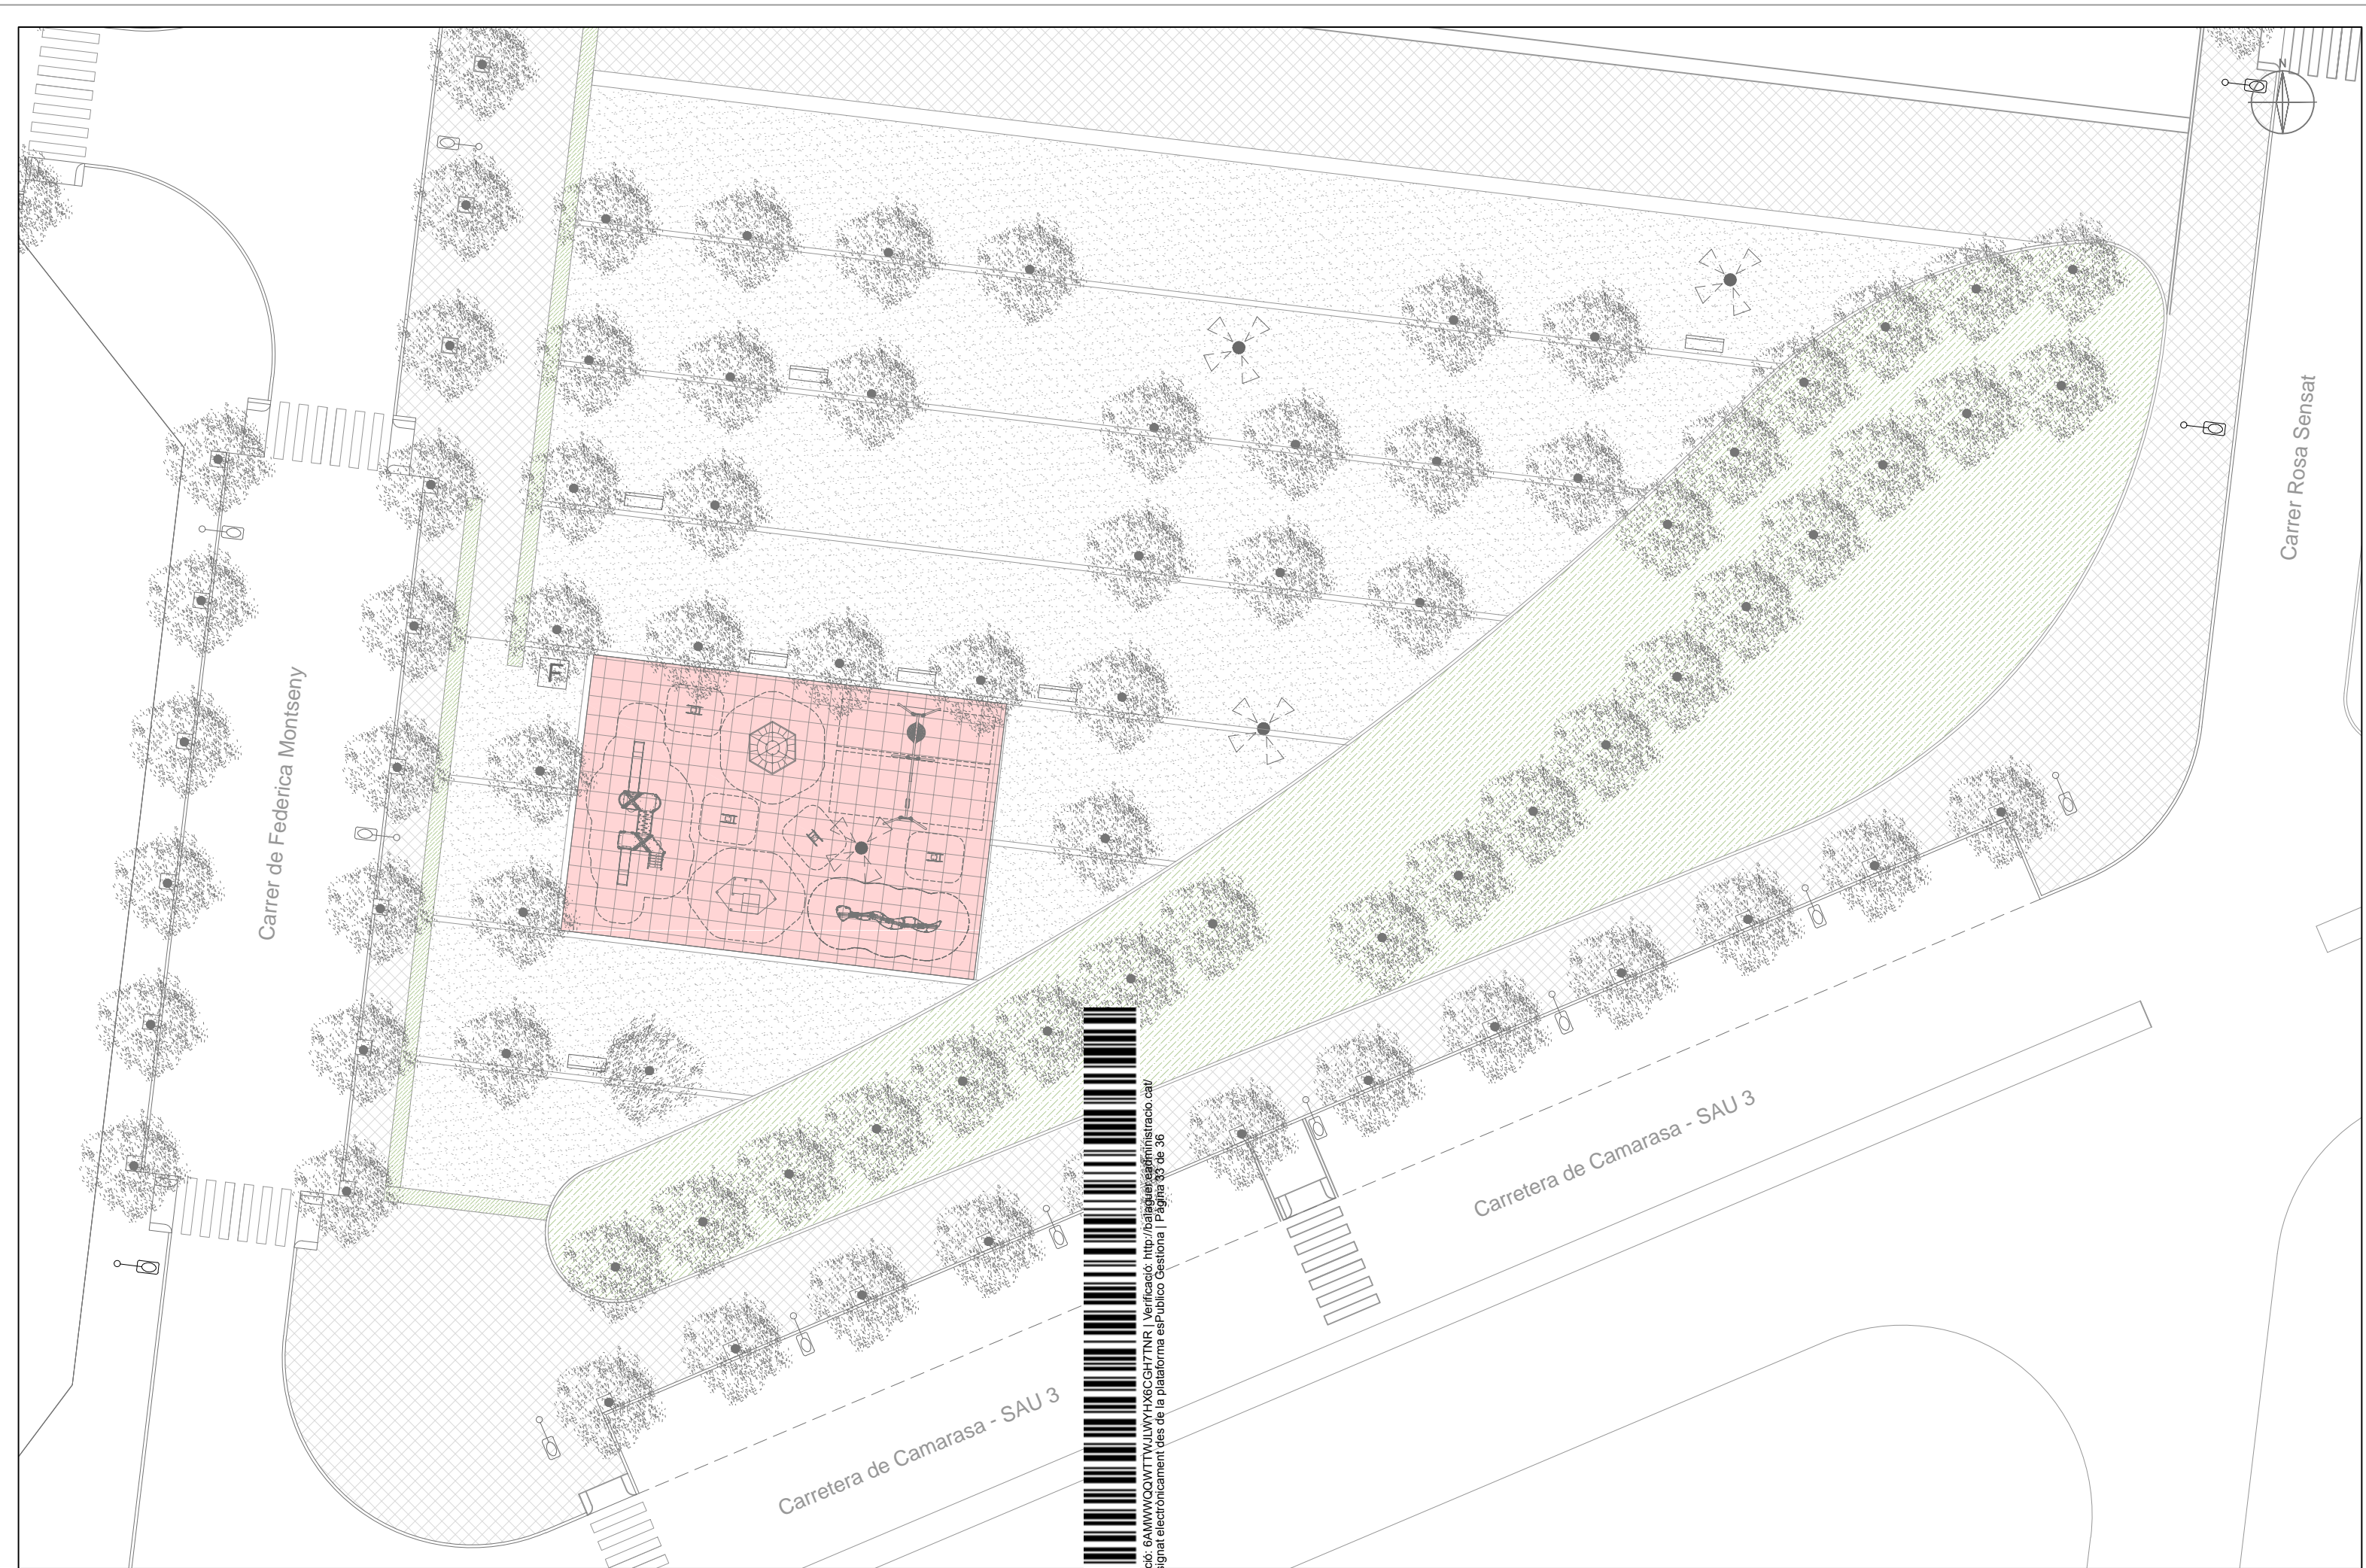 N
Carrer Rosa Sensat
Carrer de Federica Montseny
F
Carretera de Camarasa - SAU 3
Carretera de Camarasa - SAU 3
ció: 6AMWWQQWTTWJLWYHX6CGH7TNR | Verificació: http://balaguer.eadministracio.cat/
signat electrònicament des de la plataforma esPublico Gestiona | Pàgina 33 de 36